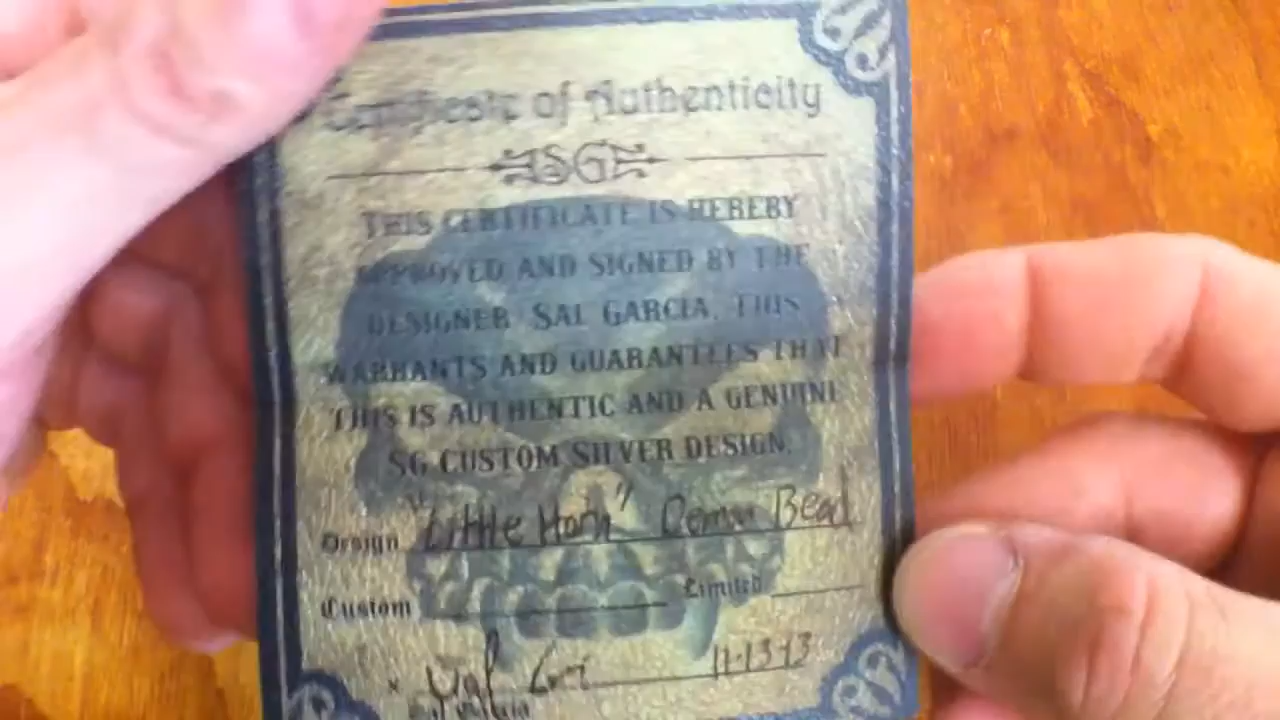 Certificate of Authenticity
SG
THIS CERTIFICATE IS HEREBY
APPROVED AND SIGNED BY THE
DESIGNER SAL GARCIA. THIS
WARRANTS AND GUARANTEES THAT
THIS IS AUTHENTIC AND A GENUINE
SG CUSTOM SILVER DESIGN.
Design "Little Horn" Demon Bead
Custom Limited
x 11-13-13